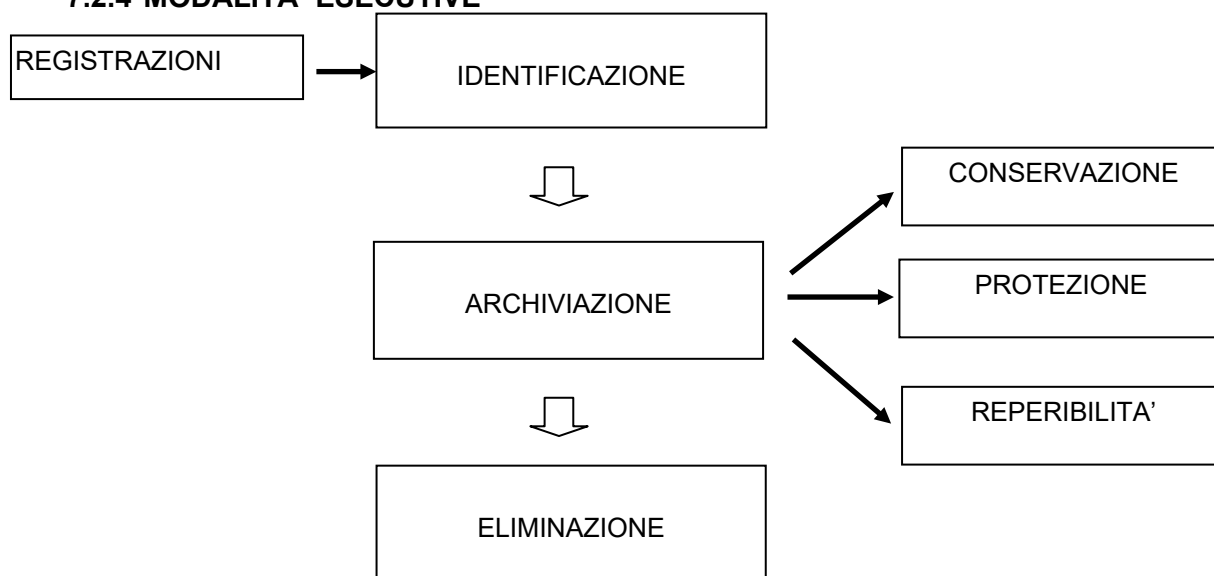 7.2.4 MODALITA' ESECUTIVE
REGISTRAZIONI
IDENTIFICAZIONE
CONSERVAZIONE
PROTEZIONE
ARCHIVIAZIONE
REPERIBILITA’
ELIMINAZIONE